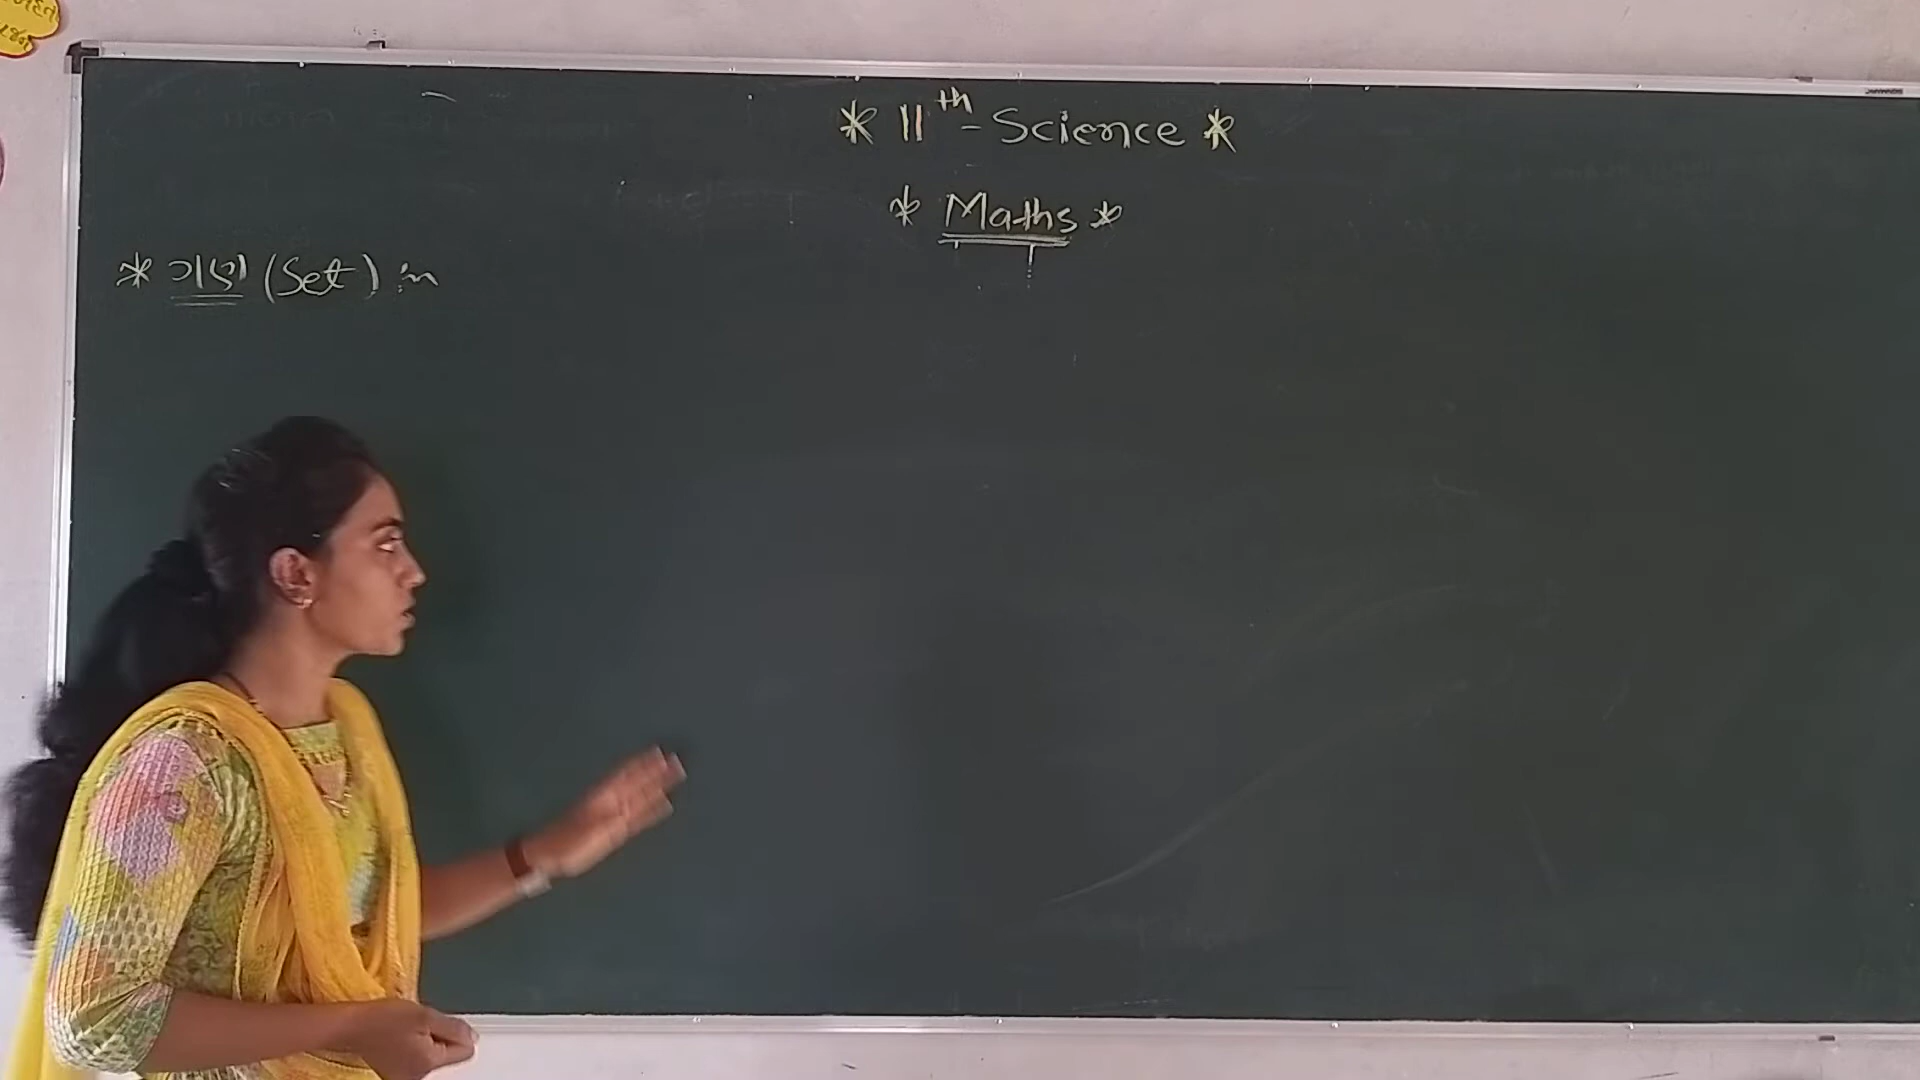 * 11th - Science *
* Maths *
* ગણ (Set) :~